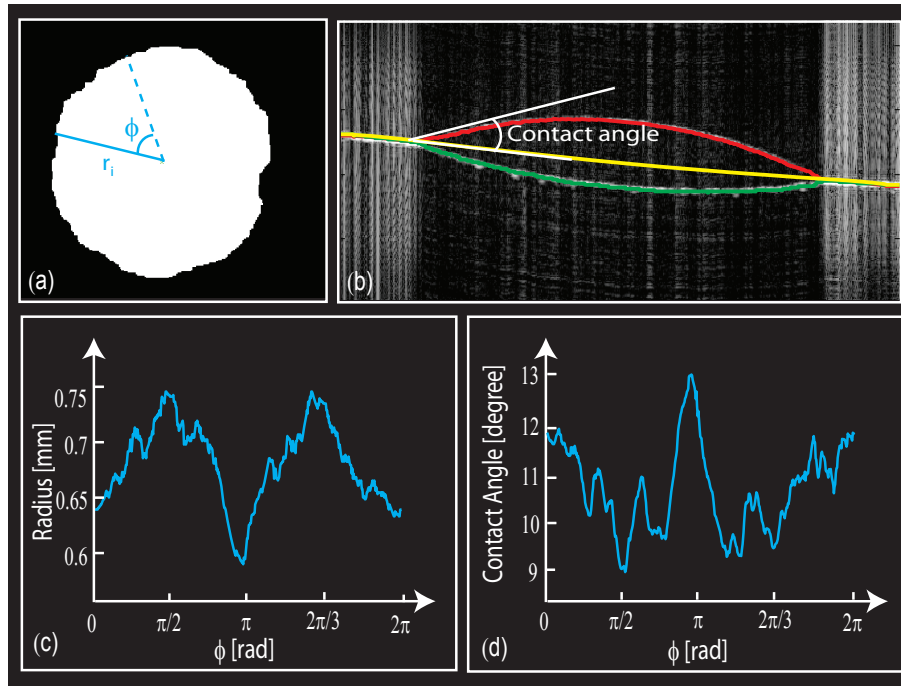 ϕ
r_i
(a)
Contact angle
(b)
Radius [mm]
0.75
0.7
0.65
0.6
0
π/2
π
2π/3
2π
ϕ [rad]
(c)
Contact Angle [degree]
13
12
11
10
9
0
π/2
π
2π/3
2π
ϕ [rad]
(d)